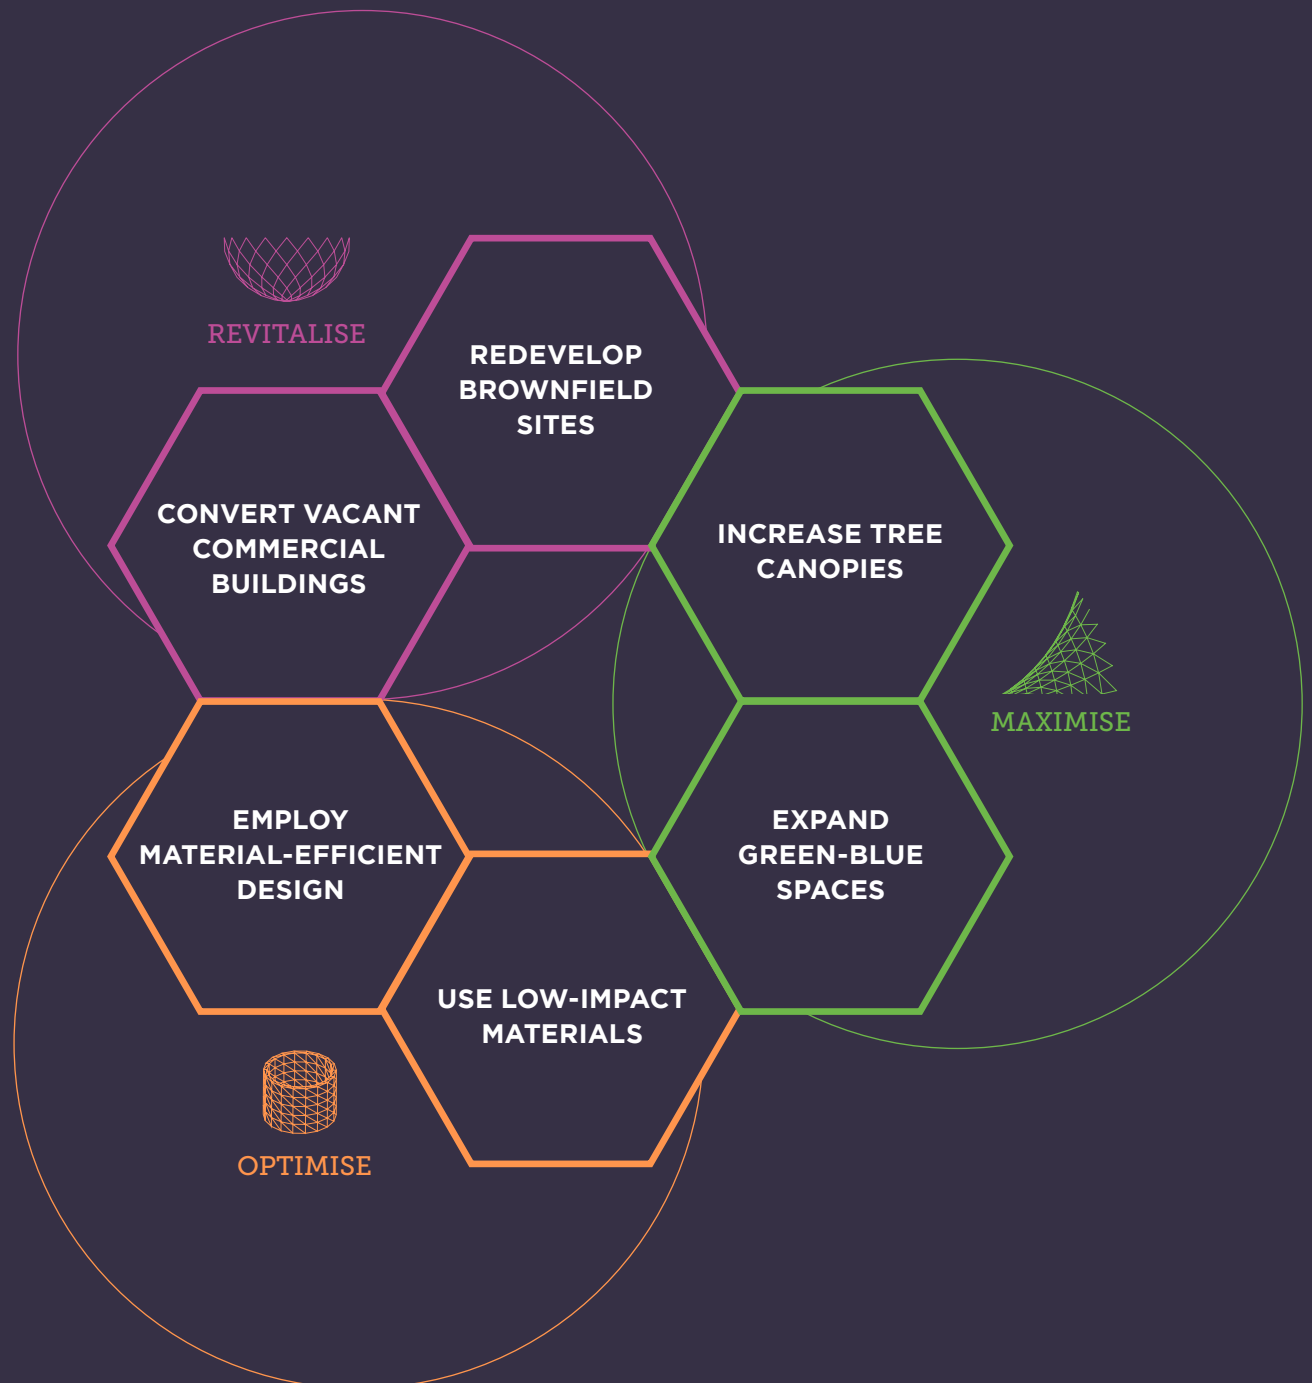 REVITALISE
REDEVELOP
BROWNFIELD
SITES
CONVERT VACANT
COMMERCIAL
BUILDINGS
INCREASE TREE
CANOPIES
MAXIMISE
EXPAND
GREEN-BLUE
SPACES
EMPLOY
MATERIAL-EFFICIENT
DESIGN
USE LOW-IMPACT
MATERIALS
OPTIMISE